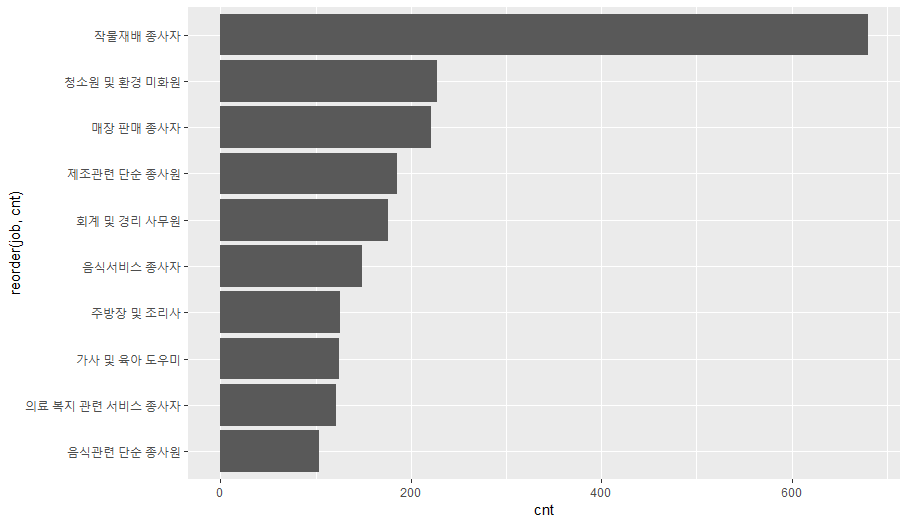 작물재배 종사자
청소원 및 환경 미화원
매장 판매 종사자
제조관련 단순 종사원
회계 및 경리 사무원
음식서비스 종사자
주방장 및 조리사
가사 및 육아 도우미
의료 복지 관련 서비스 종사자
음식관련 단순 종사원
reorder(job, cnt)
0 200 400 600
cnt